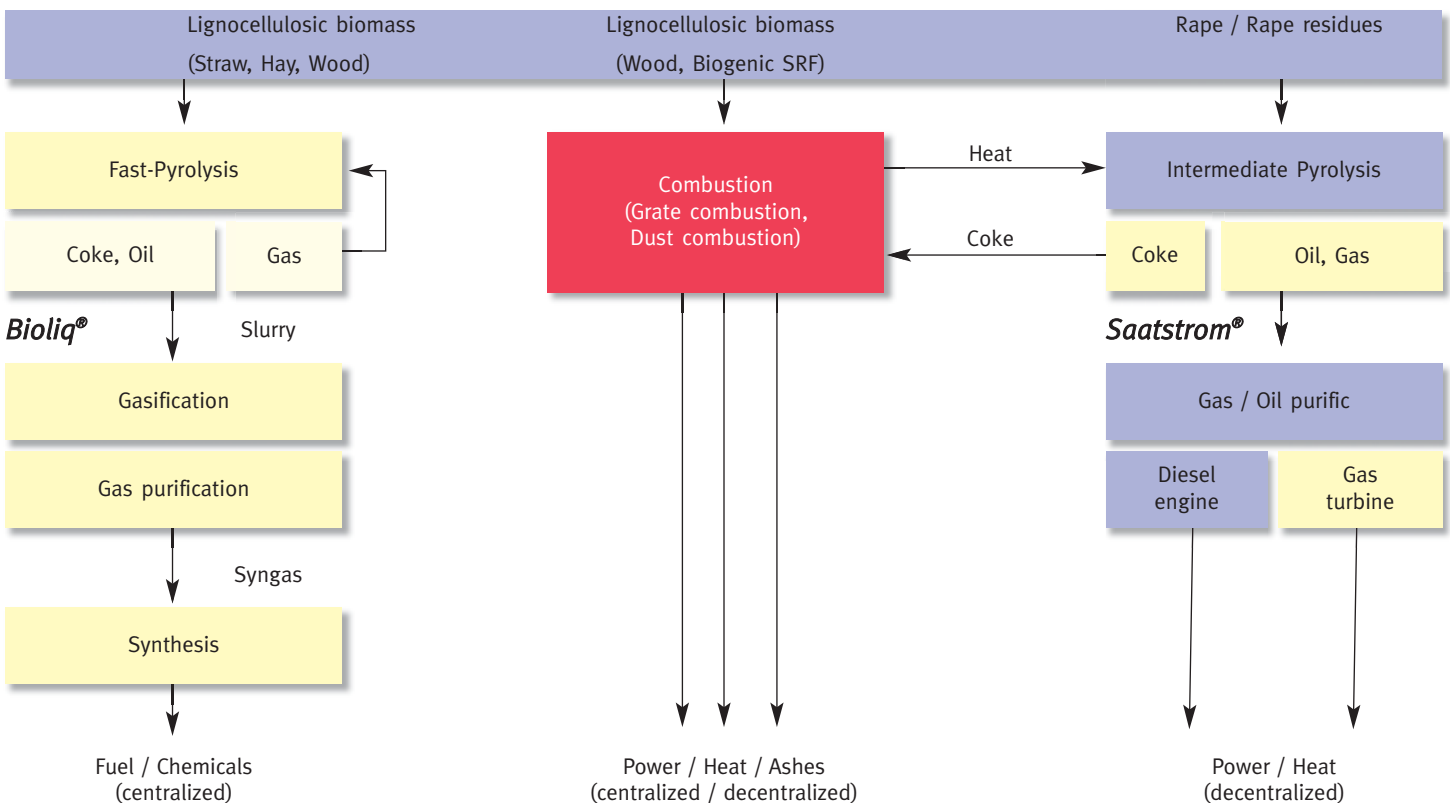 Lignocellulosic biomass
(Straw, Hay, Wood)
Lignocellulosic biomass
(Wood, Biogenic SRF)
Rape / Rape residues
Fast-Pyrolysis
Coke, Oil
Gas
Bioliq®
Slurry
Gasification
Gas purification
Syngas
Synthesis
Fuel / Chemicals
(centralized)
Combustion
(Grate combustion,
Dust combustion)
Heat
Coke
Power / Heat / Ashes
(centralized / decentralized)
Intermediate Pyrolysis
Coke
Oil, Gas
Saatstrom®
Gas / Oil purific
Diesel
engine
Gas
turbine
Power / Heat
(decentralized)